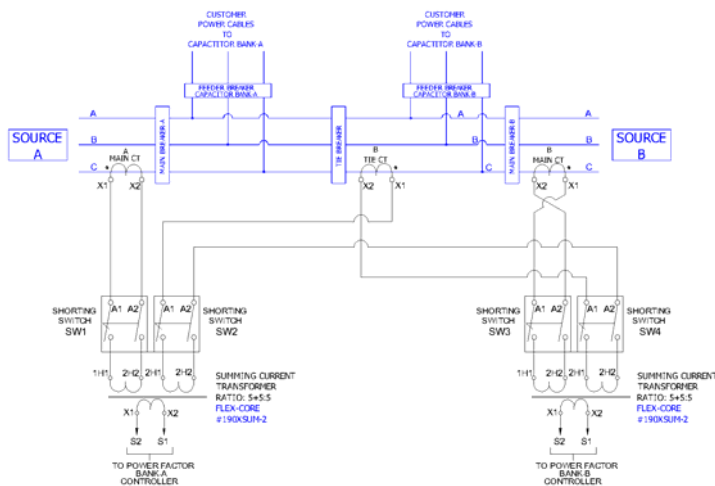 CUSTOMER
POWER CABLES
TO
CAPACTITOR BANK-A
CUSTOMER
POWER CABLES
TO
CAPACITOR BANK-B
FEEDER BREAKER
CAPACITOR BANK-A
FEEDER BREAKER
CAPACITOR BANK-B
SOURCE
A
A
B
C
MAIN BREAKER-A
TIE BREAKER
A
B
C
MAIN BREAKER-B
A
B
C
SOURCE
B
A
MAIN CT
X1
X2
B
TIE CT
X2
X1
B
MAIN CT
X2
X1
SHORTING
SWITCH
SW1
A1
A2
A1
A2
SHORTING
SWITCH
SW2
SHORTING
SWITCH
SW3
A1
A2
A1
A2
SHORTING
SWITCH
SW4
1H1
2H2
2H1
2H2
1H1
2H2
2H1
2H2
SUMMING CURRENT
TRANSFORMER
RATIO: 5+5:5
FLEX-CORE
#190XSUM-2
SUMMING CURRENT
TRANSFORMER
RATIO: 5+5:5
FLEX-CORE
#190XSUM-2
X1
X2
S2
S1
X1
X2
S2
S1
TO POWER FACTOR
BANK-A
CONTROLLER
TO POWER FACTOR
BANK-B
CONTROLLER